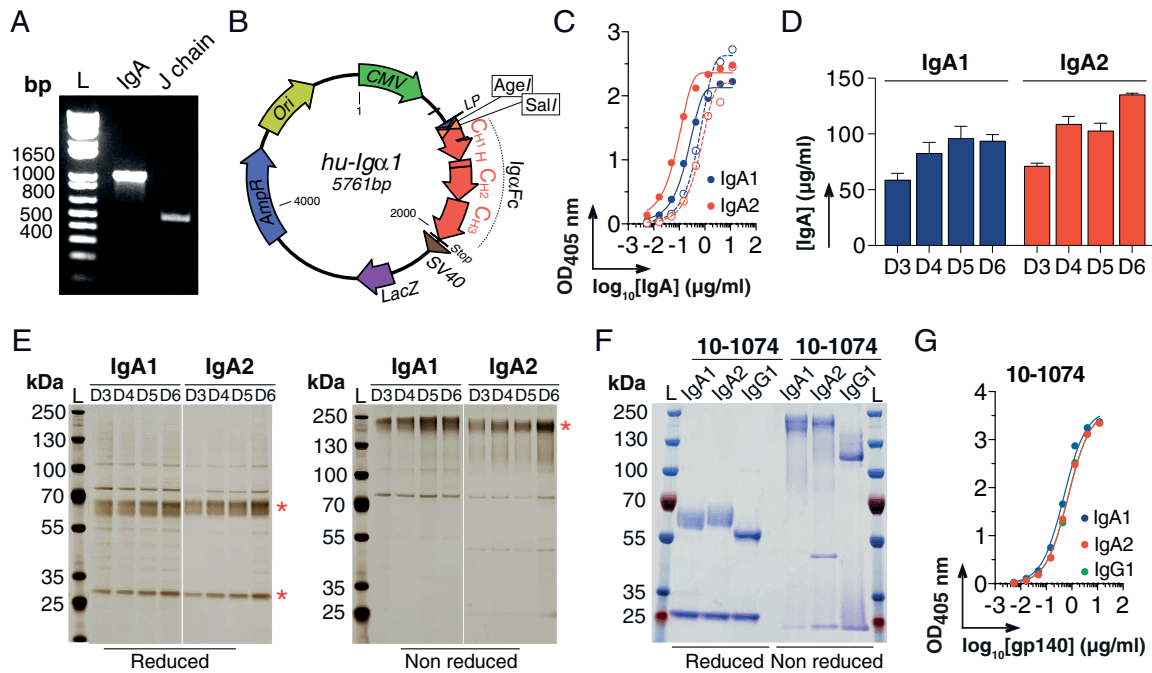 A
bp
L
IgA
J chain
1650
1000
800
500
400
B
CMV
1
LP
AgeI
SalI
CH1 H CH2 CH3
IgαFc
hu-Igα1
5761bp
2000
4000
Stop
SV40
LacZ
AmpR
Ori
C
3
2
1
0
-3 -2 -1 0 1 2
IgA1
IgA2
OD405 nm
log10[IgA] (µg/ml)
D
IgA1 IgA2
150
100
50
0
[IgA] (µg/ml)
D3 D4 D5 D6 D3 D4 D5 D6
E
IgA1 IgA2
kDa L D3 D4 D5 D6 D3 D4 D5 D6
250
130
100
70
55
35
25
*
*
Reduced
IgA1 IgA2
kDa L D3 D4 D5 D6 D3 D4 D5 D6
250
130
100
70
55
35
25
*
Non reduced
F
10-1074 10-1074
kDa L IgA1 IgA2 IgG1 IgA1 IgA2 IgG1 L
250
130
100
70
55
35
25
Reduced Non reduced
G
10-1074
4
3
2
1
0
-3 -2 -1 0 1 2
IgA1
IgA2
IgG1
OD405 nm
log10[gp140] (µg/ml)